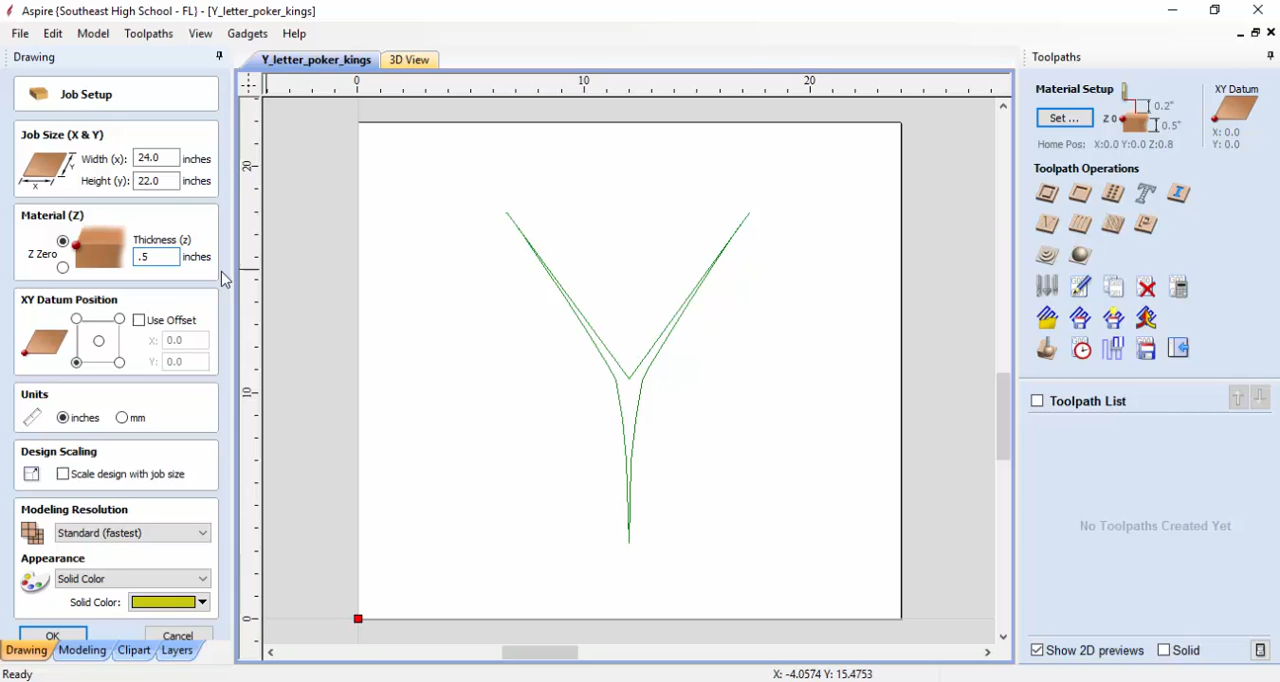 Aspire {Southeast High School - FL} - [Y_letter_poker_kings]
File Edit Model Toolpaths View Gadgets Help
Drawing
Y_letter_poker_kings 3D View
Toolpaths
Job Setup
Job Size (X & Y)
Width (x): 24.0 inches
Height (y): 22.0 inches
Material (Z)
Thickness (z)
Z Zero
.5 inches
XY Datum Position
Use Offset
X: 0.0
Y: 0.0
Units
inches mm
Design Scaling
Scale design with job size
Modeling Resolution
Standard (fastest)
Appearance
Solid Color
Solid Color:
OK Cancel
Drawing Modeling Clipart Layers
Ready
0 10 20
20
10
0
Material Setup
XY Datum
Set ...
Z 0
0.2"
0.5"
X: 0.0
Y: 0.0
Home Pos: X:0.0 Y:0.0 Z:0.8
Toolpath Operations
Toolpath List
No Toolpaths Created Yet
Show 2D previews Solid
X: -4.0574 Y: 15.4753